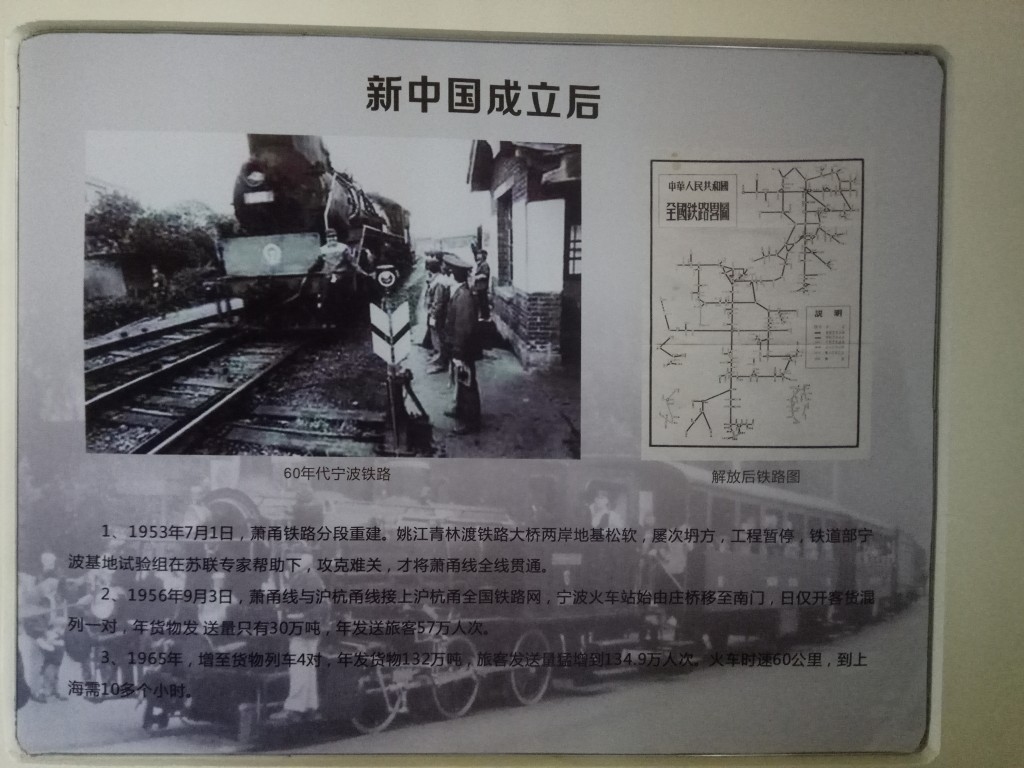 新中国成立后
中華人民共和國
全國鉄路畧圖
説 明
60年代宁波铁路
解放后铁路图
1、1953年7月1日，萧甬铁路分段重建。姚江青林渡铁路大桥两岸地基松软，屡次坍方，工程暂停，铁道部宁
波基地试验组在苏联专家帮助下，攻克难关，才将萧甬线全线贯通。
2、1956年9月3日，萧甬线与沪杭甬线接上沪杭甬全国铁路网，宁波火车站始由庄桥移至南门，日仅开客货混
列一对，年货物发 送量只有30万吨，年发送旅客57万人次。
3、1965年，增至货物列车4对，年发货物132万吨，旅客发送量猛增到134.9万人次。火车时速60公里，到上
海需10多个小时。